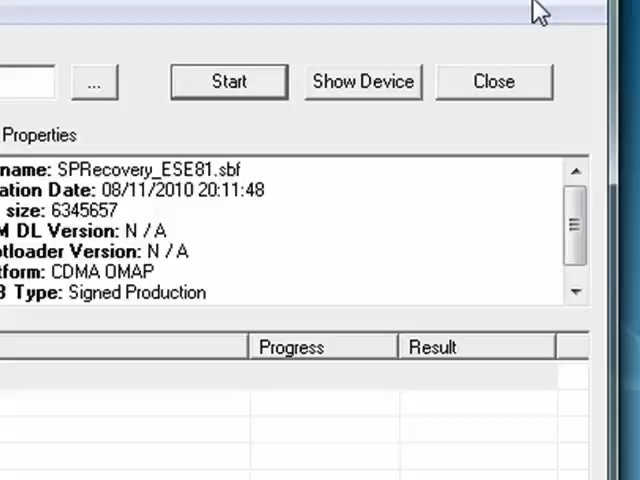 ... Start Show Device Close
Properties
name: SPRecovery_ESE81.sbf
ation Date: 08/11/2010 20:11:48
size: 6345657
M DL Version: N / A
otloader Version: N / A
tform: CDMA OMAP
B Type: Signed Production
Progress Result